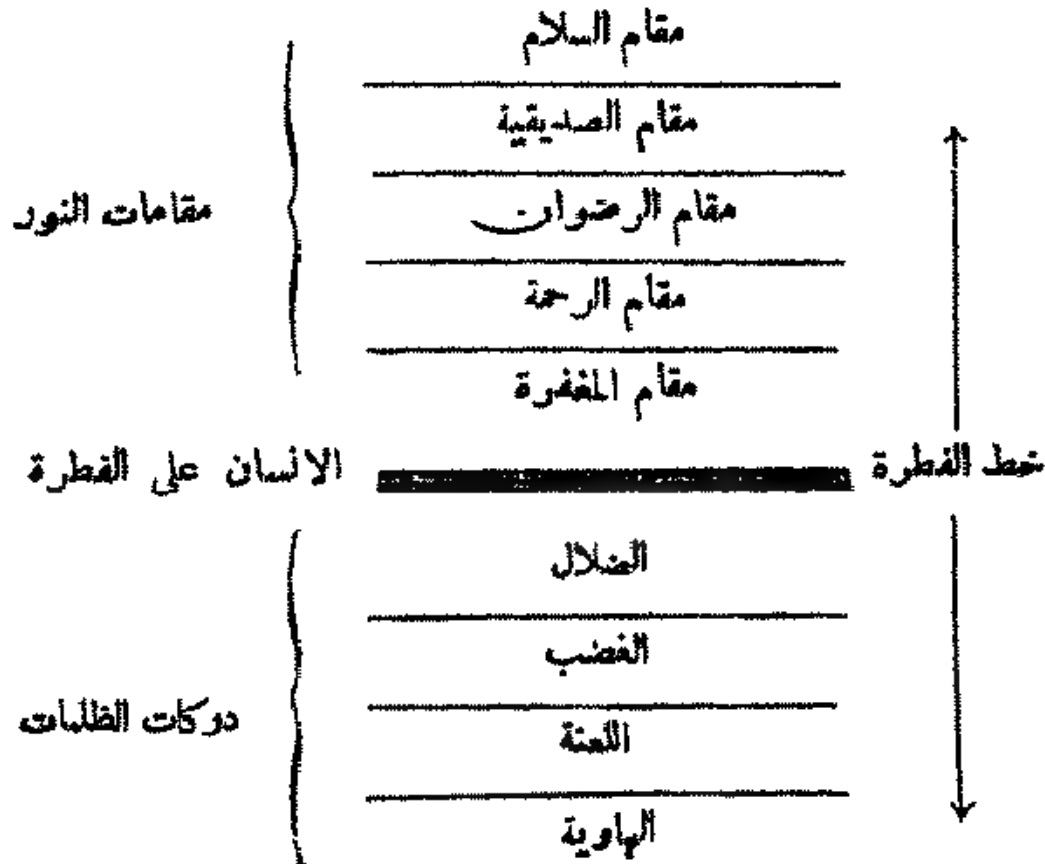 مقام السلام
مقام الصديقية
مقامات النور
مقام الرضوان
مقام الرحمة
مقام المغفرة
خط الفطرة
الانسان على الفطرة
الضلال
الغضب
دركات الظلمات
اللعنة
الهاوية